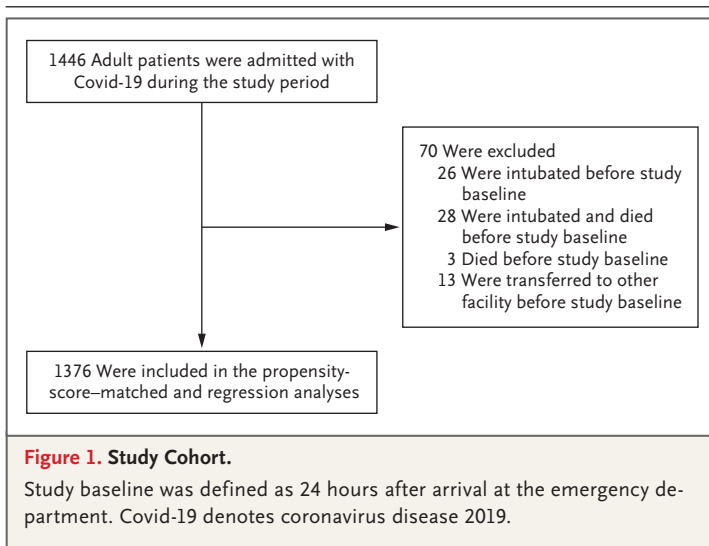 1446 Adult patients were admitted with
Covid-19 during the study period
70 Were excluded
26 Were intubated before study
baseline
28 Were intubated and died
before study baseline
3 Died before study baseline
13 Were transferred to other
facility before study baseline
1376 Were included in the propensity-
score–matched and regression analyses
Figure 1. Study Cohort.
Study baseline was defined as 24 hours after arrival at the emergency de-
partment. Covid-19 denotes coronavirus disease 2019.